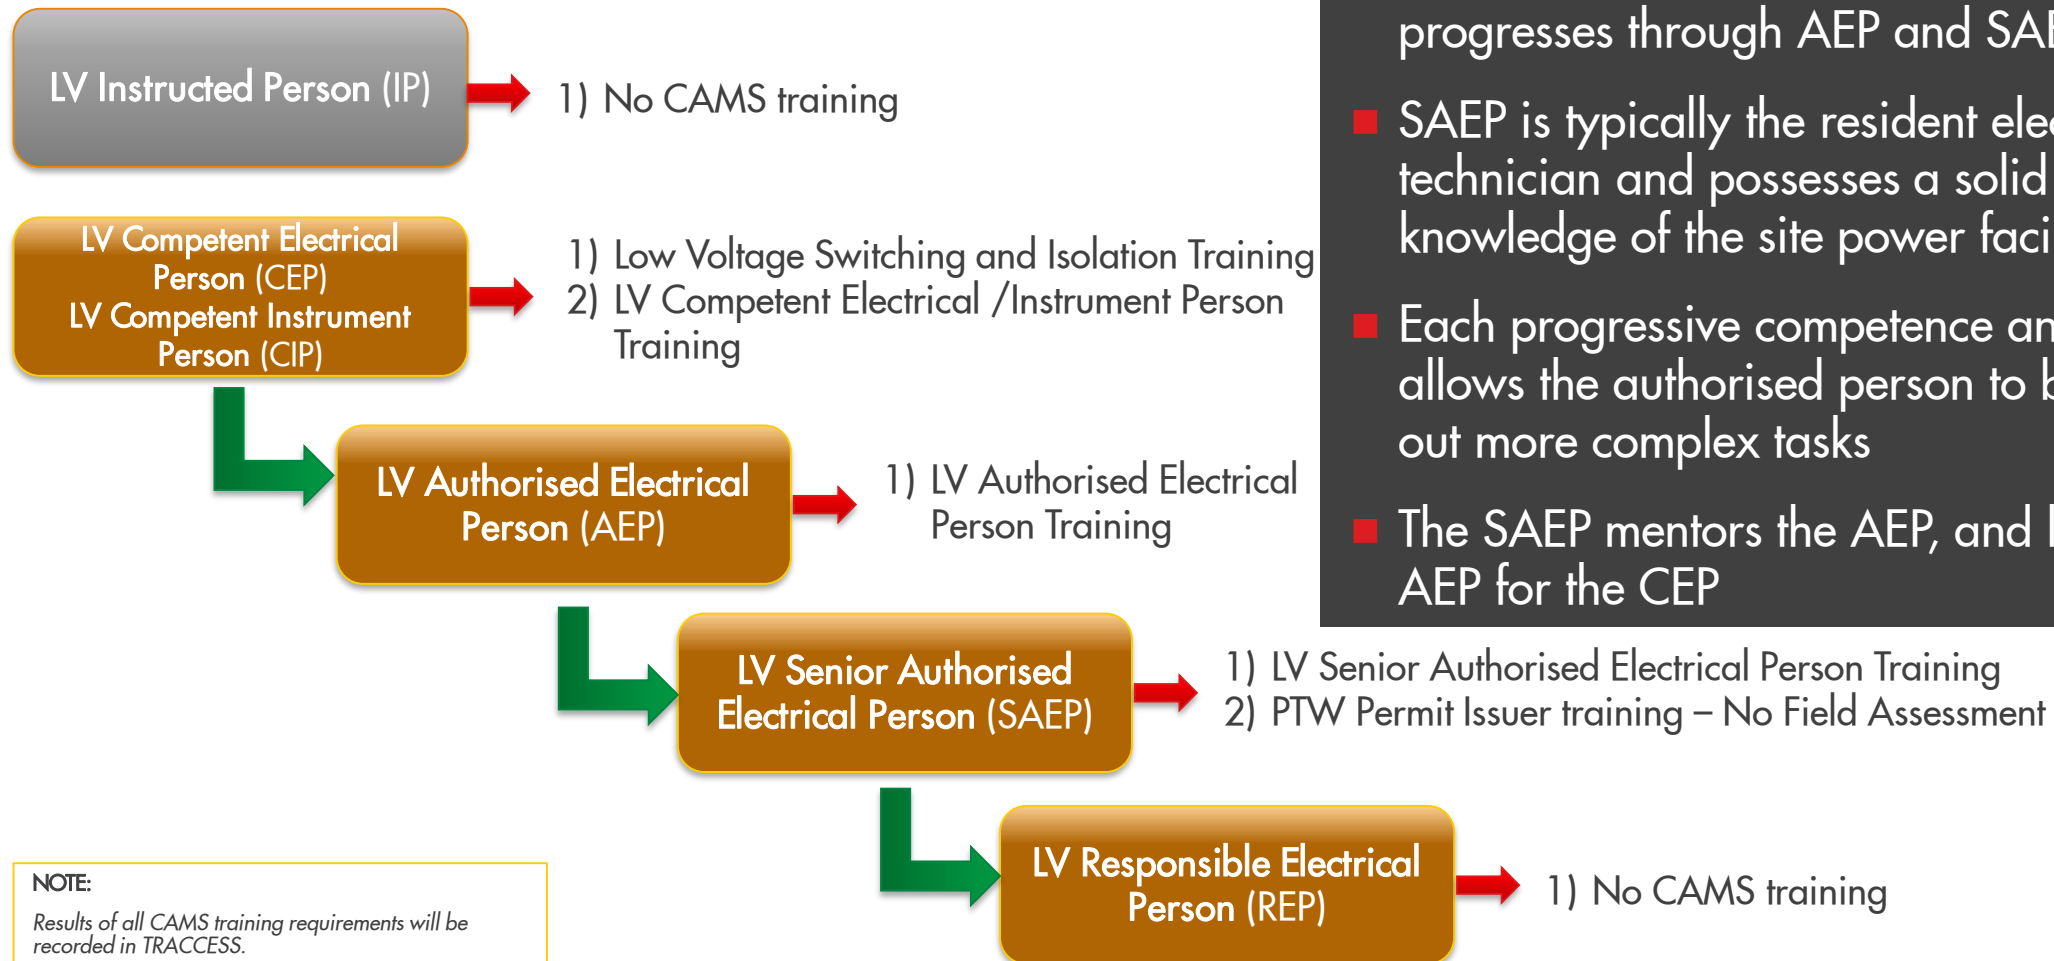 LV Instructed Person (IP)
1) No CAMS training
LV Competent Electrical
Person (CEP)
LV Competent Instrument
Person (CIP)
1) Low Voltage Switching and Isolation Training
2) LV Competent Electrical /Instrument Person
Training
LV Authorised Electrical
Person (AEP)
1) LV Authorised Electrical
Person Training
LV Senior Authorised
Electrical Person (SAEP)
1) LV Senior Authorised Electrical Person Training
2) PTW Permit Issuer training – No Field Assessment
LV Responsible Electrical
Person (REP)
1) No CAMS training
progresses through AEP and
SAEP is typically the resident
technician and possesses a solid
knowledge of the site power
Each progressive competence
allows the authorised person to
out more complex tasks
The SAEP mentors the AEP, and
AEP for the CEP
NOTE:
Results of all CAMS training requirements will be
recorded in TRACCESS.